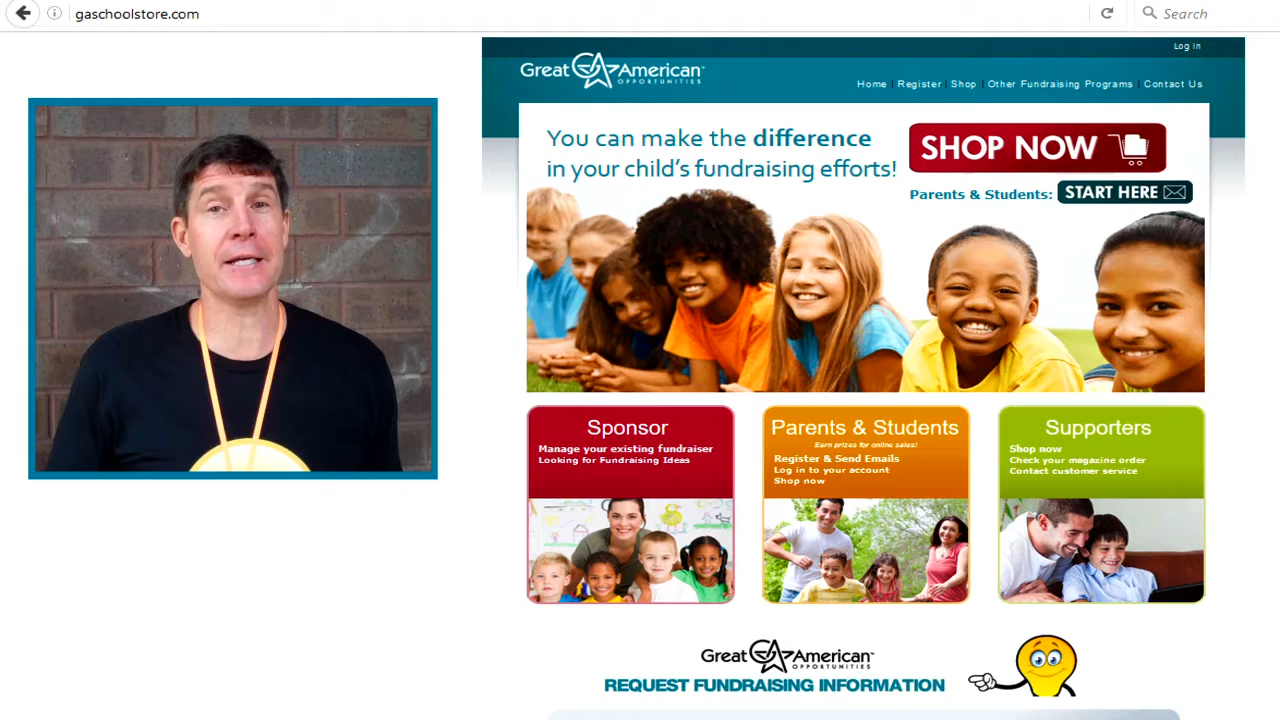 gaschoolstore.com
Search
Log In
Great American
OPPORTUNITIES
Home | Register | Shop | Other Fundraising Programs | Contact Us
You can make the difference
in your child's fundraising efforts!
SHOP NOW
Parents & Students: START HERE
Sponsor
Manage your existing fundraiser
Looking for Fundraising Ideas
Parents & Students
Earn prizes for online sales!
Register & Send Emails
Log in to your account
Shop now
Supporters
Shop now
Check your magazine order
Contact customer service
Great American
OPPORTUNITIES
REQUEST FUNDRAISING INFORMATION